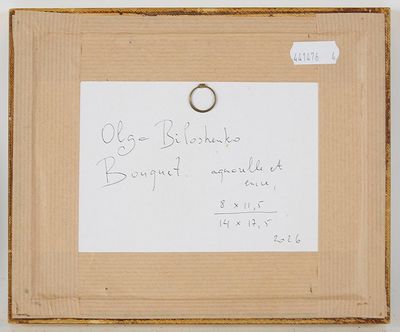 441476 4
Olga Biloshenko
Bouquet. aquarelle et
encre,
8 x 11,5
14 x 17,5
2026